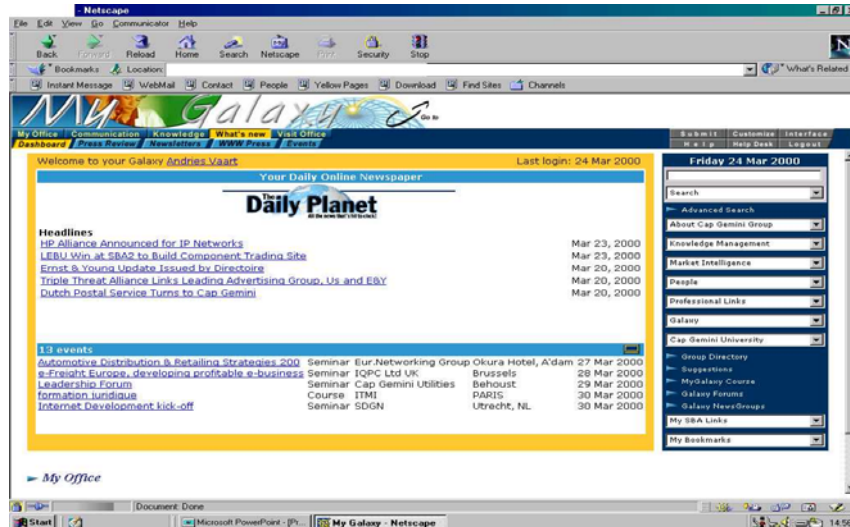 - Netscape
File Edit View Go Communicator Help
Back Forward Reload Home Search Netscape Print Security Stop
Bookmarks Location: What's Related
Instant Message WebMail Contact People Yellow Pages Download Find Sites Channels
My Galaxy Go to
My Office Communication Knowledge What's new Visit Office
Submit Customize Interface
Dashboard Press Review Newsletters WWW Press Events
Help Help Desk Logout
Welcome to your Galaxy Andries Vaart Last login: 24 Mar 2000
Friday 24 Mar 2000
Your Daily Online Newspaper
The Daily Planet
Search
Advanced Search
About Cap Gemini Group
Knowledge Management
Market Intelligence
People
Professional Links
Galaxy
Cap Gemini University
Group Directory
Suggestions
MyGalaxy Course
Galaxy Forums
Galaxy NewsGroups
My SBA Links
My Bookmarks
Headlines
HP Alliance Announced for IP Networks Mar 23, 2000
LEBU Win at SBA2 to Build Component Trading Site Mar 23, 2000
Ernst & Young Update Issued by Directoire Mar 20, 2000
Triple Threat Alliance Links Leading Advertising Group, Us and E&Y Mar 20, 2000
Dutch Postal Service Turns to Cap Gemini Mar 20, 2000
13 events
Automotive Distribution & Retailing Strategies 200 Seminar Eur.Networking Group Okura Hotel, A'dam 27 Mar 2000
e-Freight Europe, developing profitable e-business Seminar IQPC Ltd UK Brussels 28 Mar 2000
Leadership Forum Seminar Cap Gemini Utilities Behoust 29 Mar 2000
formation juridique Course ITMI PARIS 30 Mar 2000
Internet Development kick-off Seminar SDGN Utrecht, NL 30 Mar 2000
My Office
Document: Done
Start Microsoft PowerPoint - [Pr... My Galaxy - Netscape